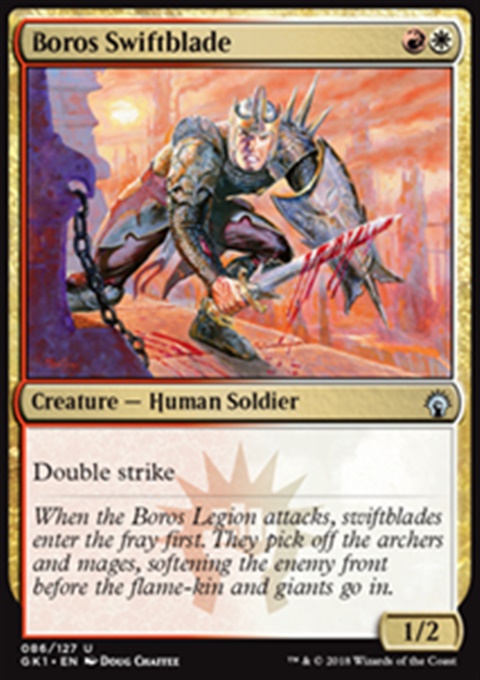 Boros Swiftblade
Creature — Human Soldier
Double strike
When the Boros Legion attacks, swiftblades
enter the fray first. They pick off the archers
and mages, softening the enemy front
before the flame-kin and giants go in.
1/2
086/127 U
GK1 • EN Doug Chaffee
™ & © 2018 Wizards of the Coast